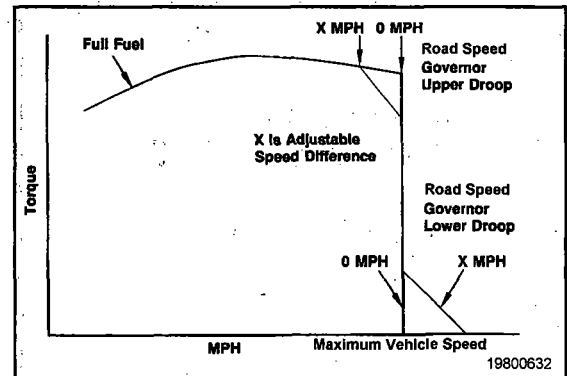 X MPH 0 MPH
Full Fuel
Road Speed
Governor
Upper Droop
X is Adjustable
Speed Difference
Torque
Road Speed
Governor
Lower Droop
0 MPH
X MPH
MPH
Maximum Vehicle Speed
19800632